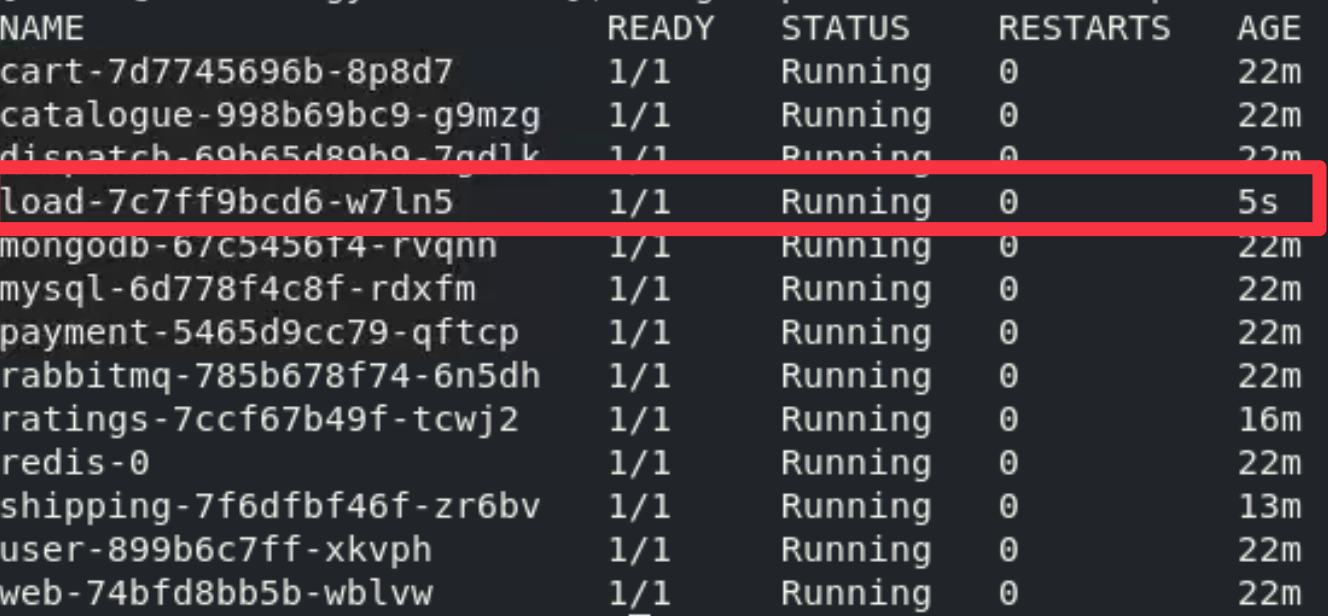 NAME READY STATUS RESTARTS AGE
cart-7d7745696b-8p8d7 1/1 Running 0 22m
catalogue-998b69bc9-g9mzg 1/1 Running 0 22m
dispatch-69b65d89b9-7gdlk 1/1 Running 0 22m
load-7c7ff9bcd6-w7ln5 1/1 Running 0 5s
mongodb-67c5456f4-rvqnn 1/1 Running 0 22m
mysql-6d778f4c8f-rdxfm 1/1 Running 0 22m
payment-5465d9cc79-qftcp 1/1 Running 0 22m
rabbitmq-785b678f74-6n5dh 1/1 Running 0 22m
ratings-7ccf67b49f-tcwj2 1/1 Running 0 16m
redis-0 1/1 Running 0 22m
shipping-7f6dfbf46f-zr6bv 1/1 Running 0 13m
user-899b6c7ff-xkvph 1/1 Running 0 22m
web-74bfd8bb5b-wblvw 1/1 Running 0 22m